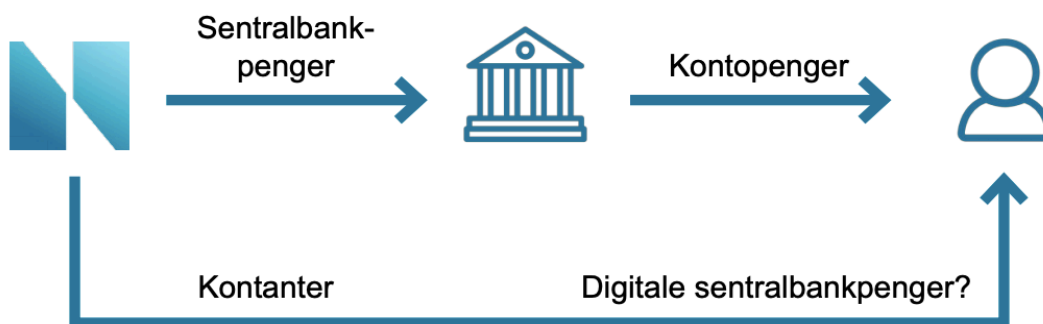 Sentralbank-
penger
Kontopenger
Kontanter
Digitale sentralbankpenger?